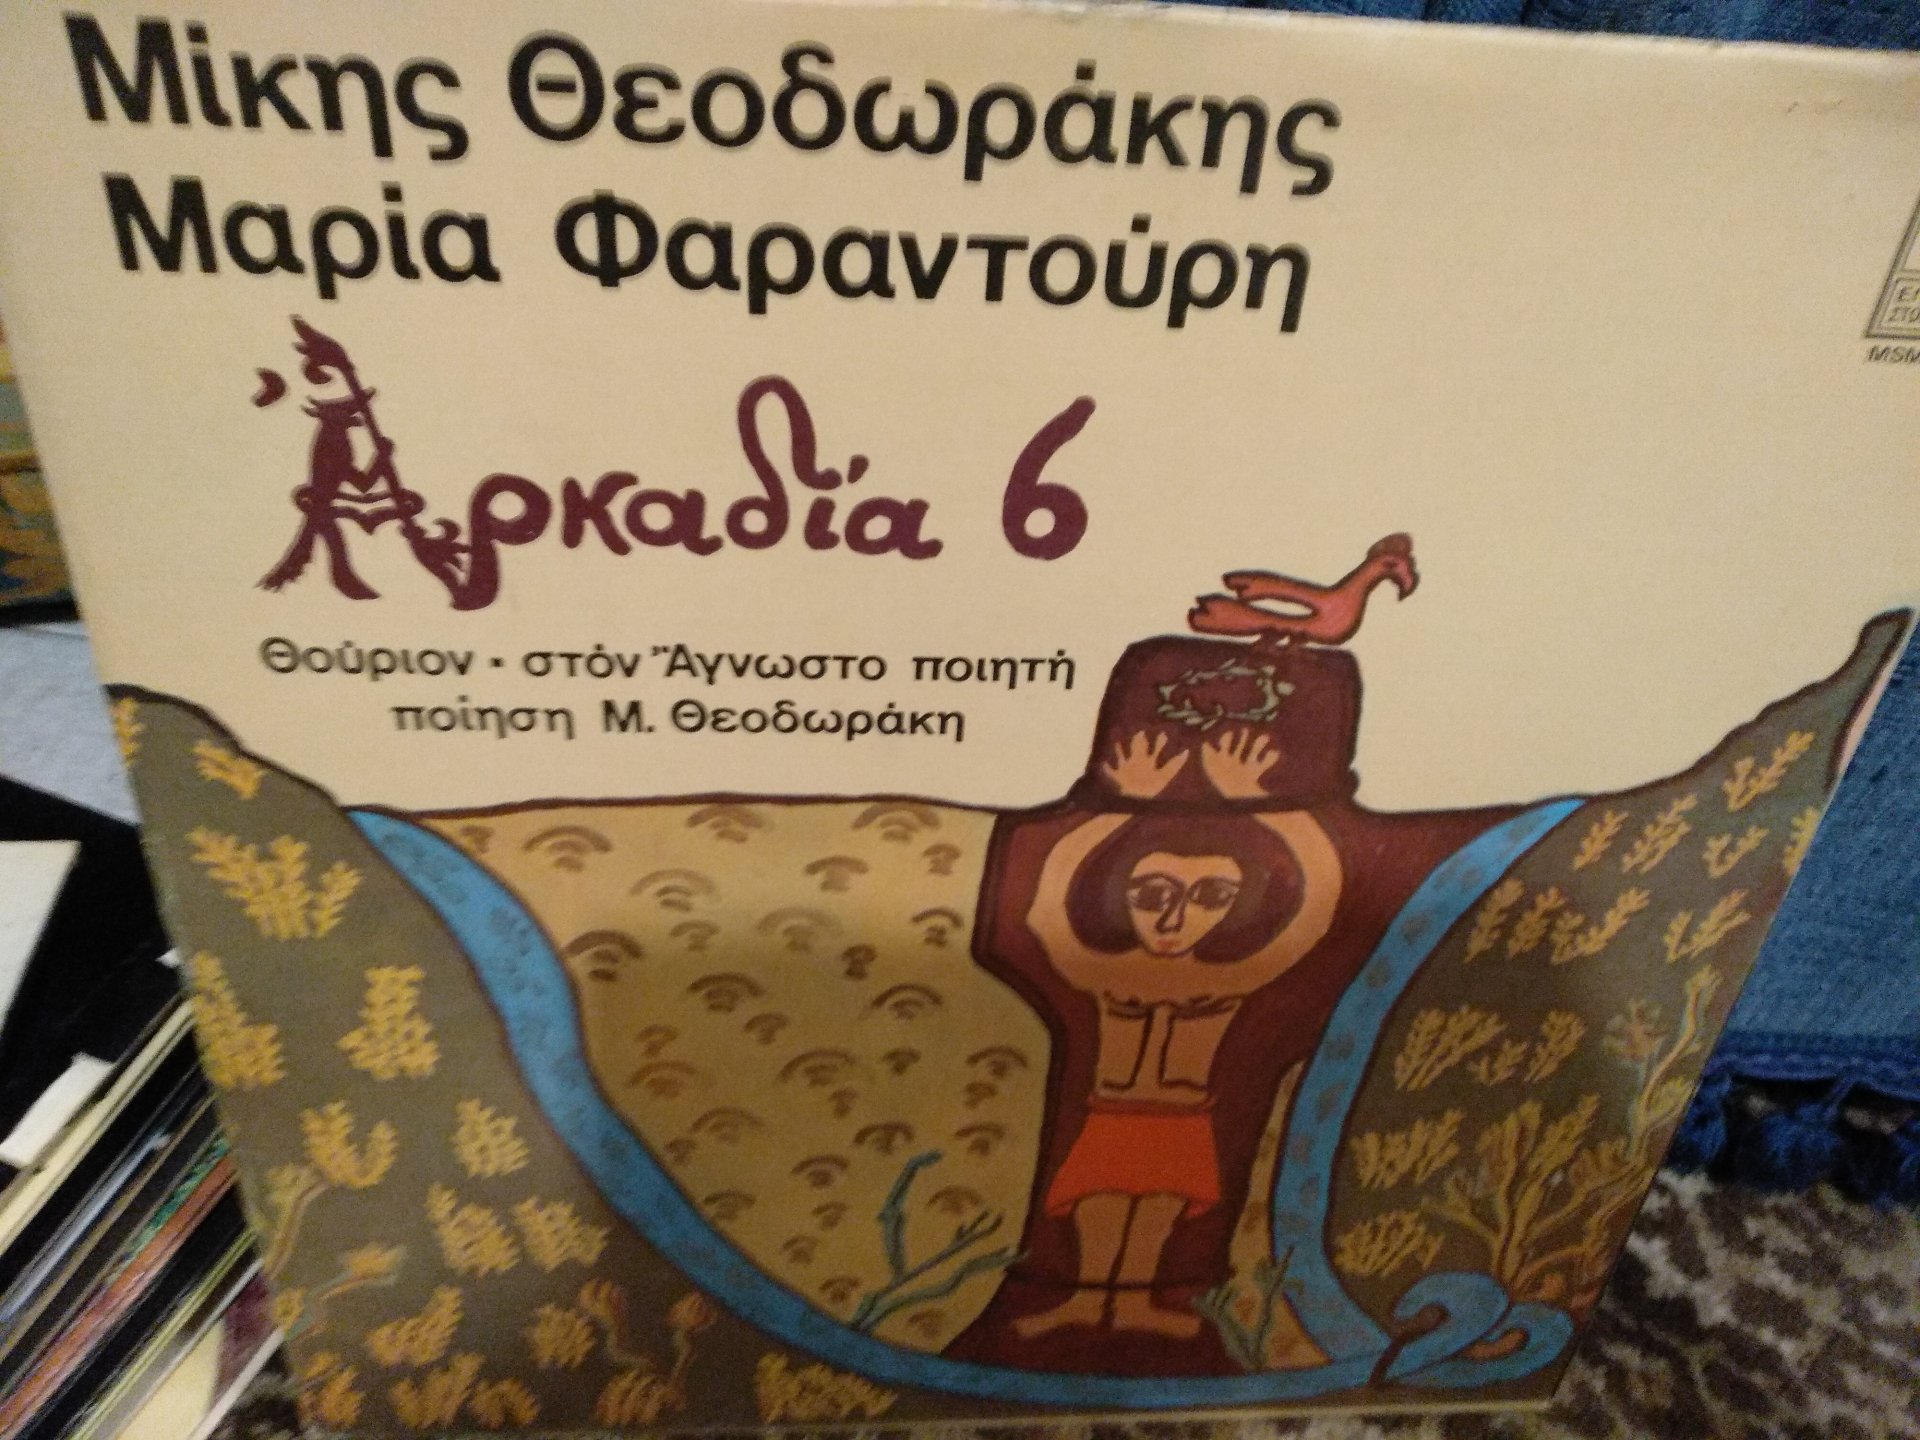 Μίκης Θεοδωράκης
Μαρία Φαραντούρη
Ἀρκαδία 6
Θούριον · στόν Ἄγνωστο ποιητή
ποίηση Μ. Θεοδωράκη